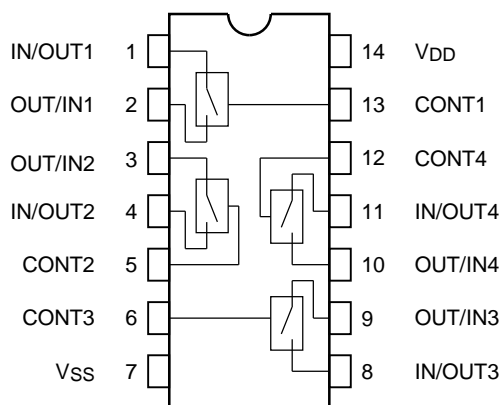 IN/OUT1 1 14 VDD
OUT/IN1 2 13 CONT1
OUT/IN2 3 12 CONT4
IN/OUT2 4 11 IN/OUT4
CONT2 5 10 OUT/IN4
CONT3 6 9 OUT/IN3
VSS 7 8 IN/OUT3